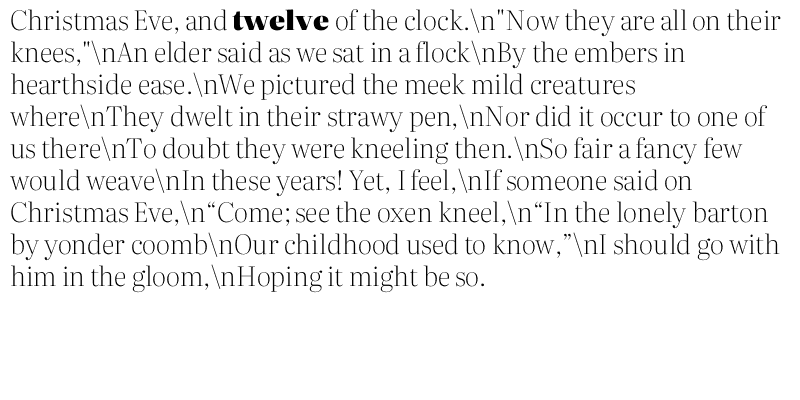 Christmas Eve, and twelve of the clock.\n"Now they are all on their
knees,"\nAn elder said as we sat in a flock\nBy the embers in
hearthside ease.\nWe pictured the meek mild creatures
where\nThey dwelt in their strawy pen,\nNor did it occur to one of
us there\nTo doubt they were kneeling then.\nSo fair a fancy few
would weave\nIn these years! Yet, I feel,\nIf someone said on
Christmas Eve,\n“Come; see the oxen kneel,\n“In the lonely barton
by yonder coomb\nOur childhood used to know,”\nI should go with
him in the gloom,\nHoping it might be so.